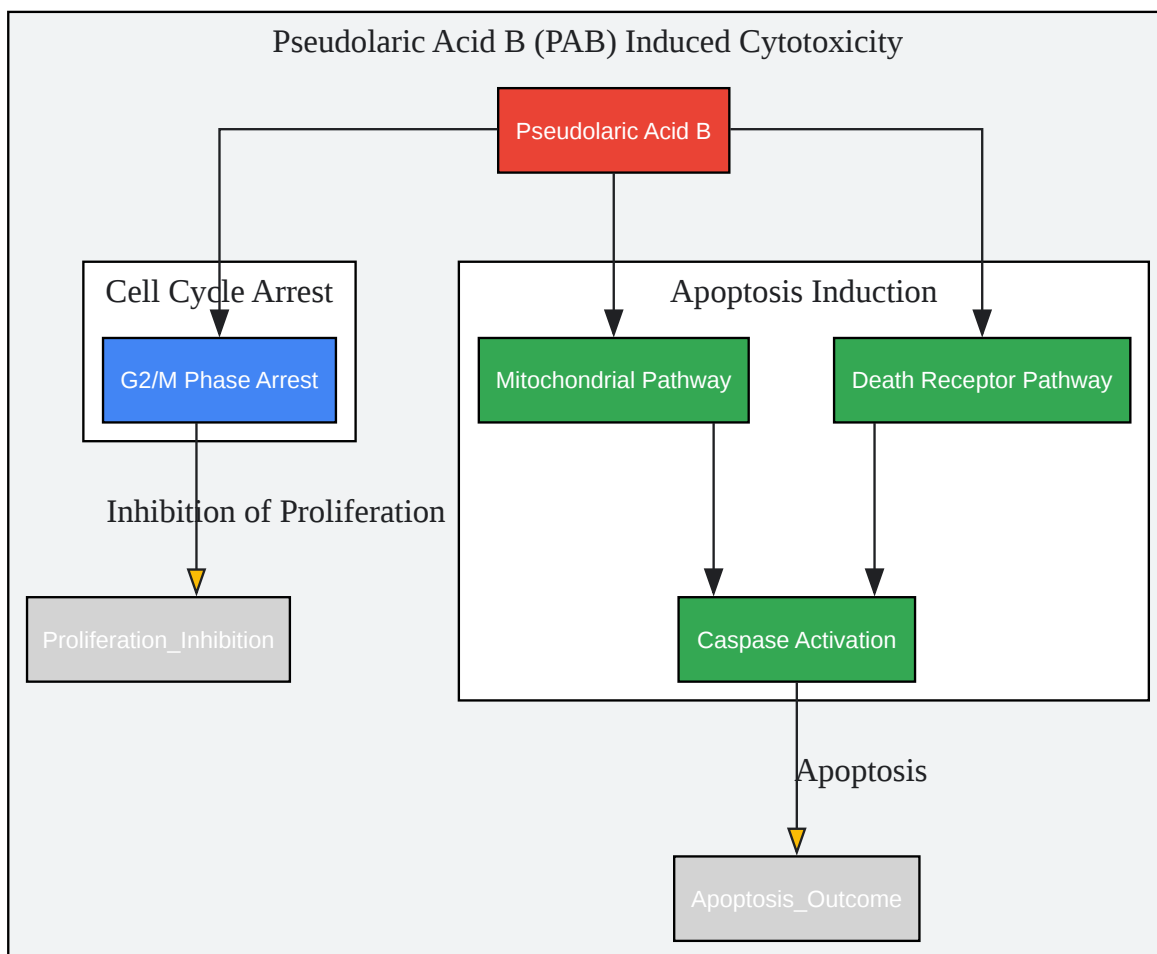 Pseudolaric Acid B (PAB) Induced Cytotoxicity
Pseudolaric Acid B
Cell Cycle Arrest
Apoptosis Induction
G2/M Phase Arrest
Mitochondrial Pathway
Death Receptor Pathway
Inhibition of Proliferation
Proliferation_Inhibition
Caspase Activation
Apoptosis
Apoptosis_Outcome